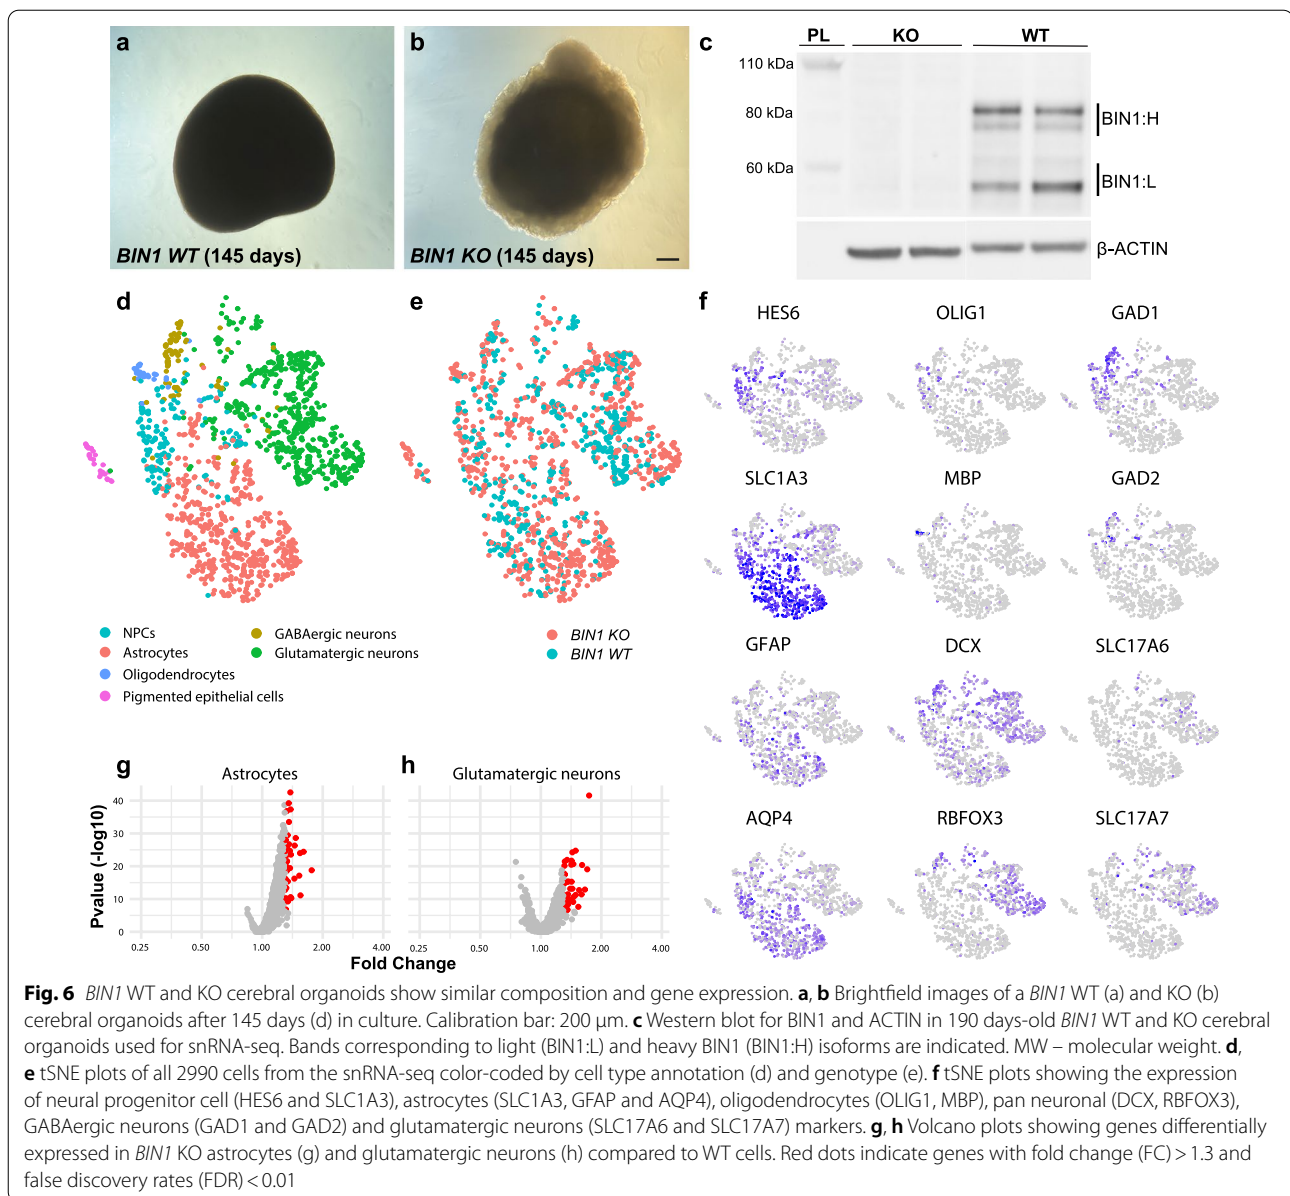 a
BIN1 WT (145 days)
b
BIN1 KO (145 days)
c
PL KO WT
110 kDa
80 kDa
60 kDa
BIN1:H
BIN1:L
β-ACTIN
d
e
NPCs
Astrocytes
Oligodendrocytes
Pigmented epithelial cells
GABAergic neurons
Glutamatergic neurons
BIN1 KO
BIN1 WT
f
HES6 OLIG1 GAD1
SLC1A3 MBP GAD2
GFAP DCX SLC17A6
AQP4 RBFOX3 SLC17A7
g
Astrocytes
h
Glutamatergic neurons
Pvalue (-log10)
40
30
20
10
0
0.25 0.50 1.00 2.00 4.00
0.25 0.50 1.00 2.00 4.00
Fold Change
Fig. 6 BIN1 WT and KO cerebral organoids show similar composition and gene expression. a, b Brightfield images of a BIN1 WT (a) and KO (b)
cerebral organoids after 145 days (d) in culture. Calibration bar: 200 µm. c Western blot for BIN1 and ACTIN in 190 days-old BIN1 WT and KO cerebral
organoids used for snRNA-seq. Bands corresponding to light (BIN1:L) and heavy BIN1 (BIN1:H) isoforms are indicated. MW – molecular weight. d,
e tSNE plots of all 2990 cells from the snRNA-seq color-coded by cell type annotation (d) and genotype (e). f tSNE plots showing the expression
of neural progenitor cell (HES6 and SLC1A3), astrocytes (SLC1A3, GFAP and AQP4), oligodendrocytes (OLIG1, MBP), pan neuronal (DCX, RBFOX3),
GABAergic neurons (GAD1 and GAD2) and glutamatergic neurons (SLC17A6 and SLC17A7) markers. g, h Volcano plots showing genes differentially
expressed in BIN1 KO astrocytes (g) and glutamatergic neurons (h) compared to WT cells. Red dots indicate genes with fold change (FC) > 1.3 and
false discovery rates (FDR) < 0.01